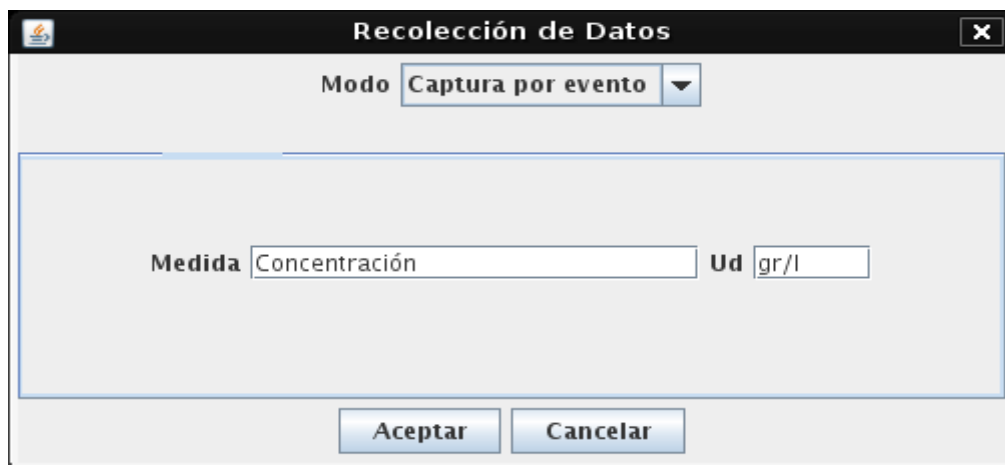 Recolección de Datos
Modo Captura por evento
Medida Concentración Ud gr/l
Aceptar Cancelar